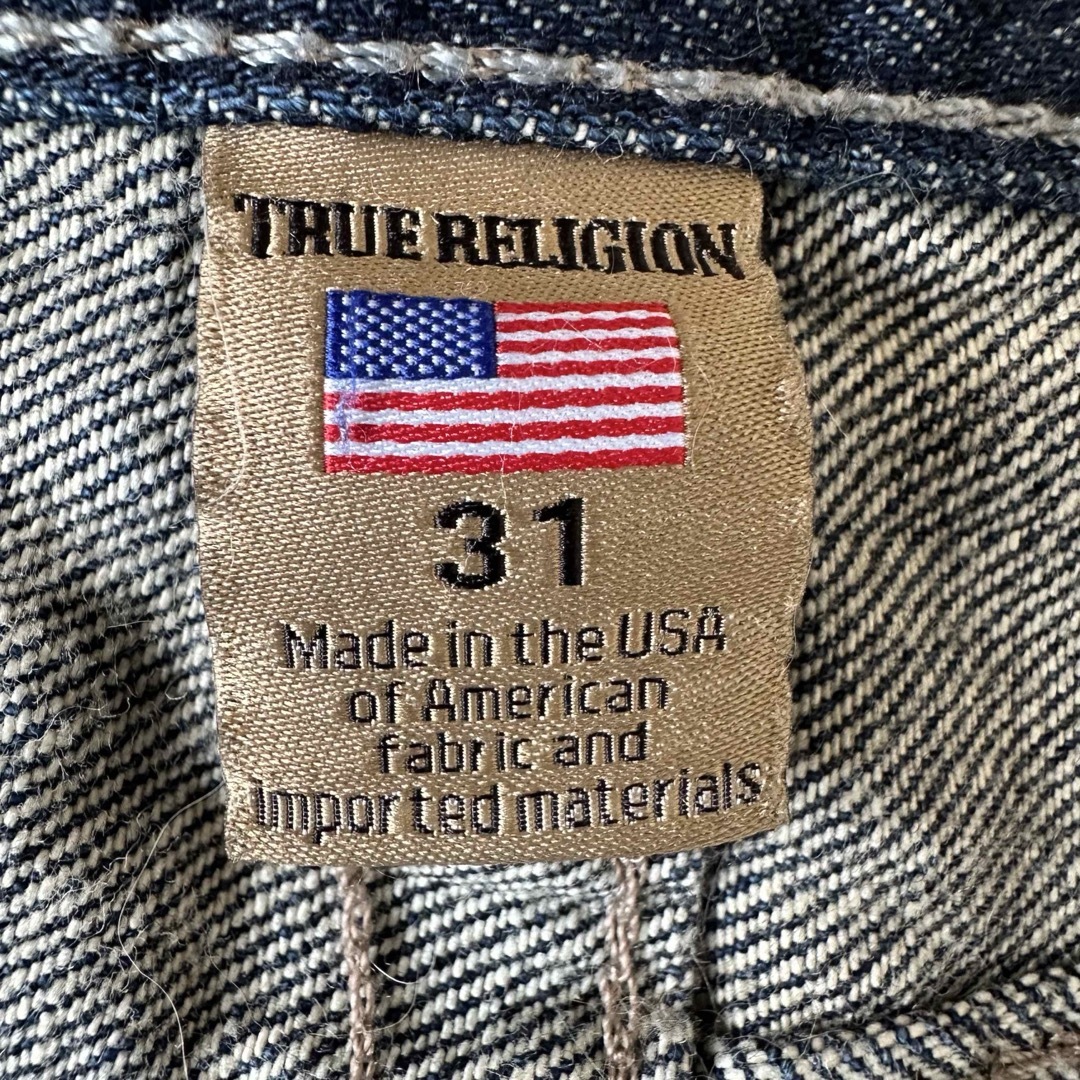 TRUE RELIGION
31
Made in the USA
of American
fabric and
imported materials